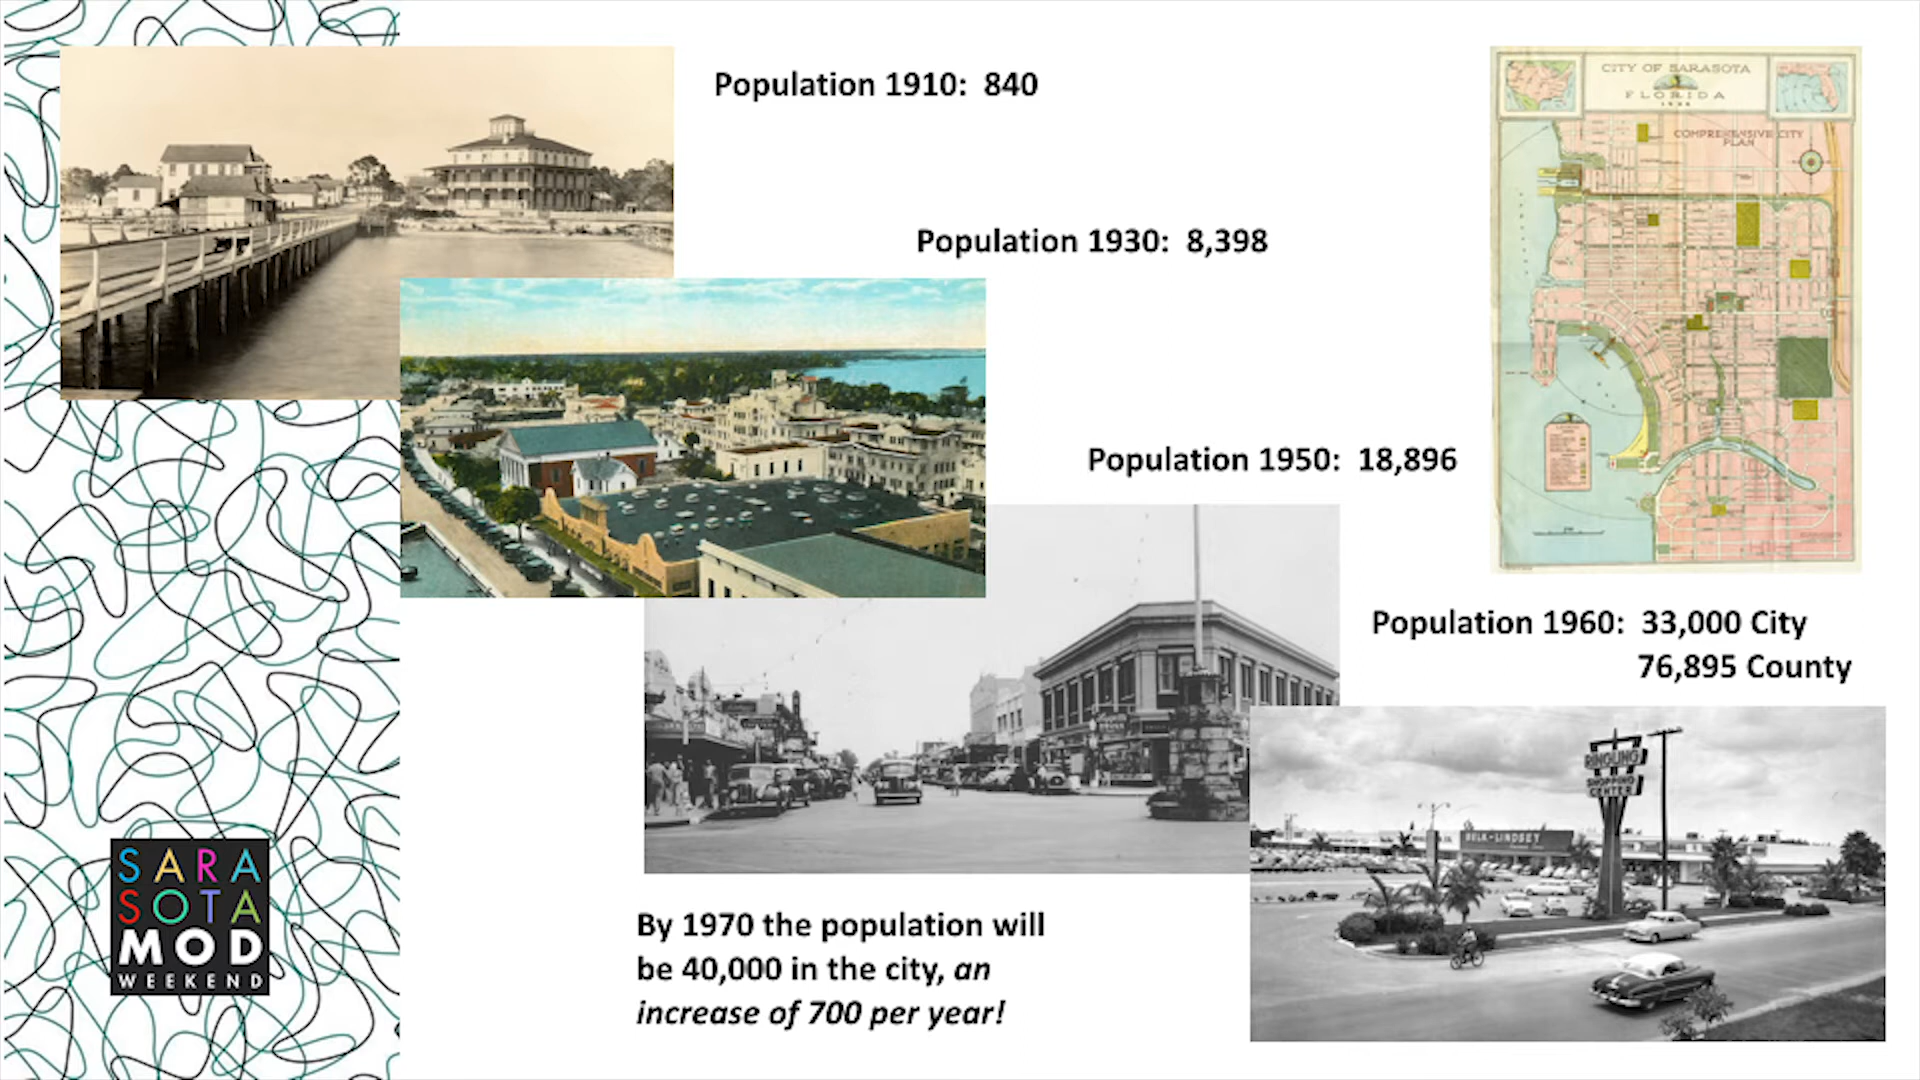 Population 1910:  840
CITY OF SARASOTA
FLORIDA
COMPREHENSIVE CITY
PLAN
Population 1930:  8,398
Population 1950:  18,896
Population 1960:  33,000 City
76,895 County
RINGLING
SHOPPING
CENTER
BELK-LINDSEY
SARA
SOTA
MOD
WEEKEND
By 1970 the population will
be 40,000 in the city, an
increase of 700 per year!